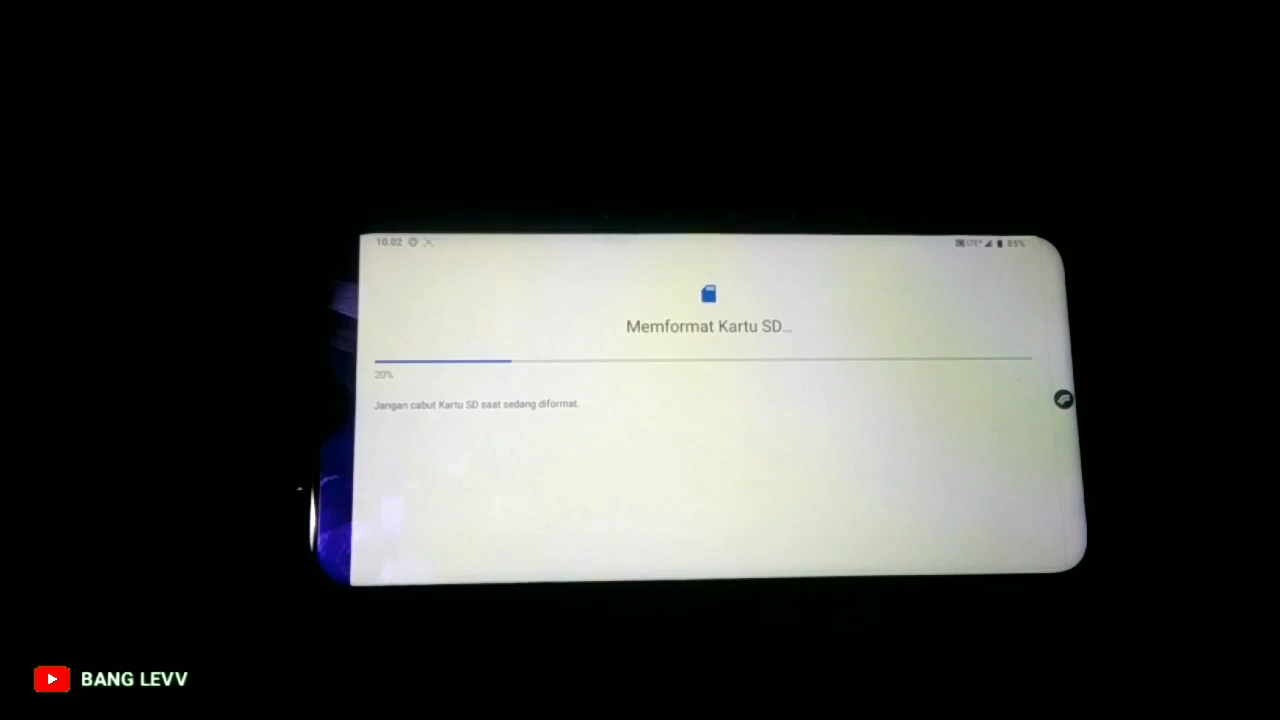 10.02
85%
Memformat Kartu SD...
20%
Jangan cabut Kartu SD saat sedang diformat.
BANG LEVV